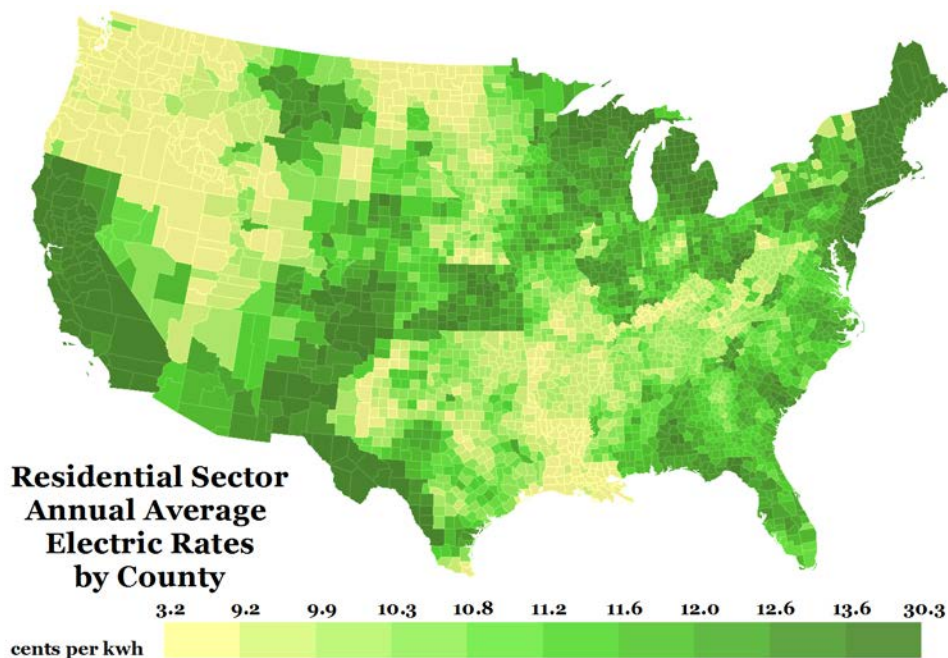 Residential Sector
Annual Average
Electric Rates
by County
3.2 9.2 9.9 10.3 10.8 11.2 11.6 12.0 12.6 13.6 30.3
cents per kwh